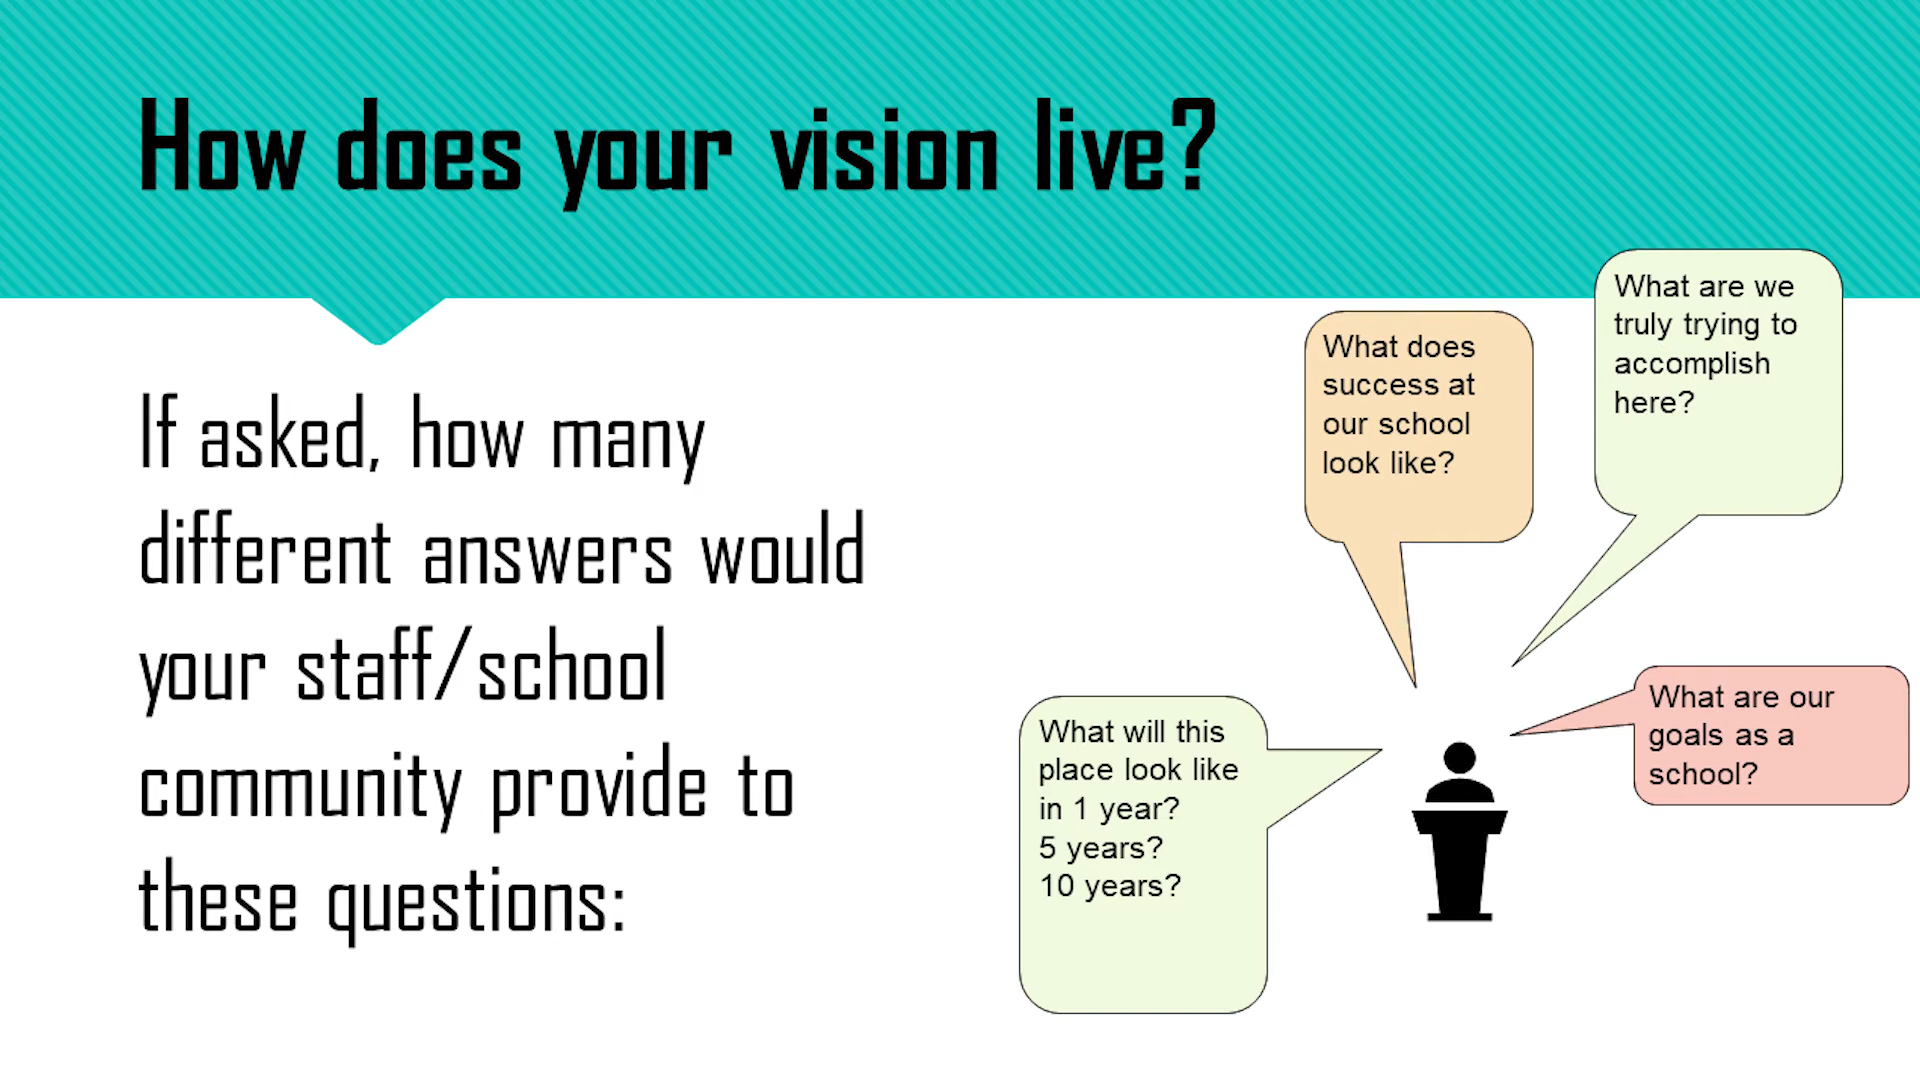 How does your vision live?
If asked, how many
different answers would
your staff/school
community provide to
these questions:
What does
success at
our school
look like?
What are we
truly trying to
accomplish
here?
What will this
place look like
in 1 year?
5 years?
10 years?
What are our
goals as a
school?